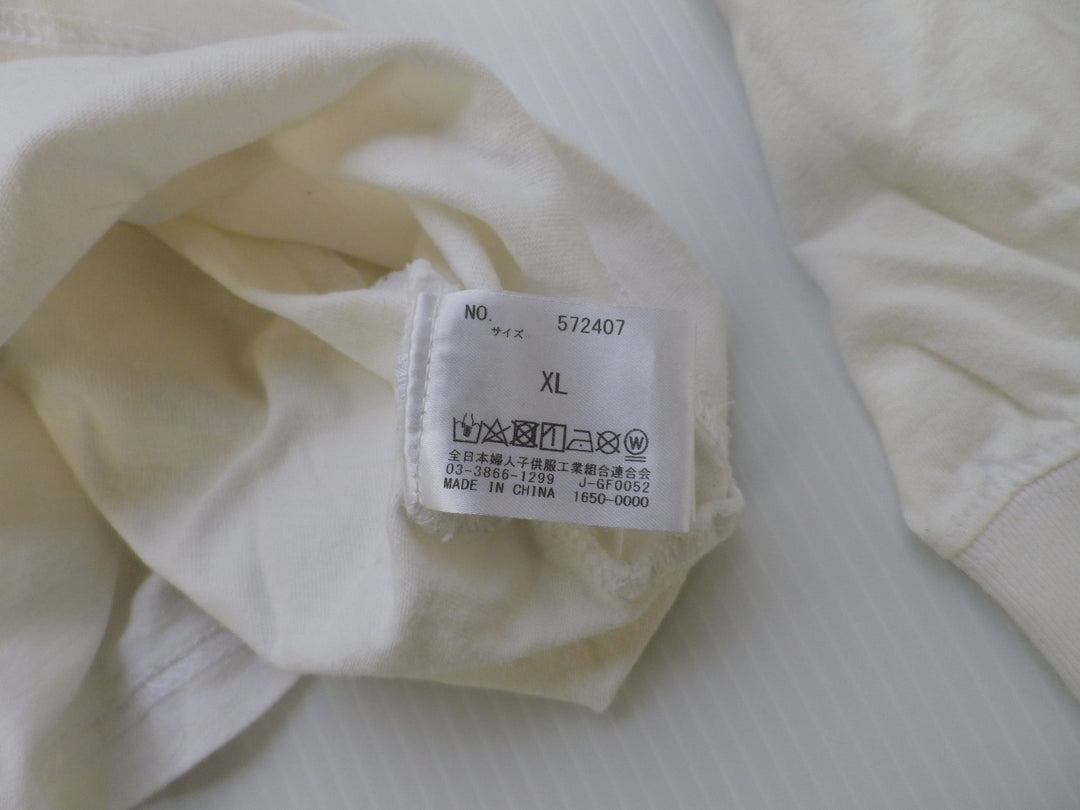 NO. 572407
サイズ
XL
W
全日本婦人子供服工業組合連合会
03-3866-1299 J-GF0052
MADE IN CHINA 1650-0000